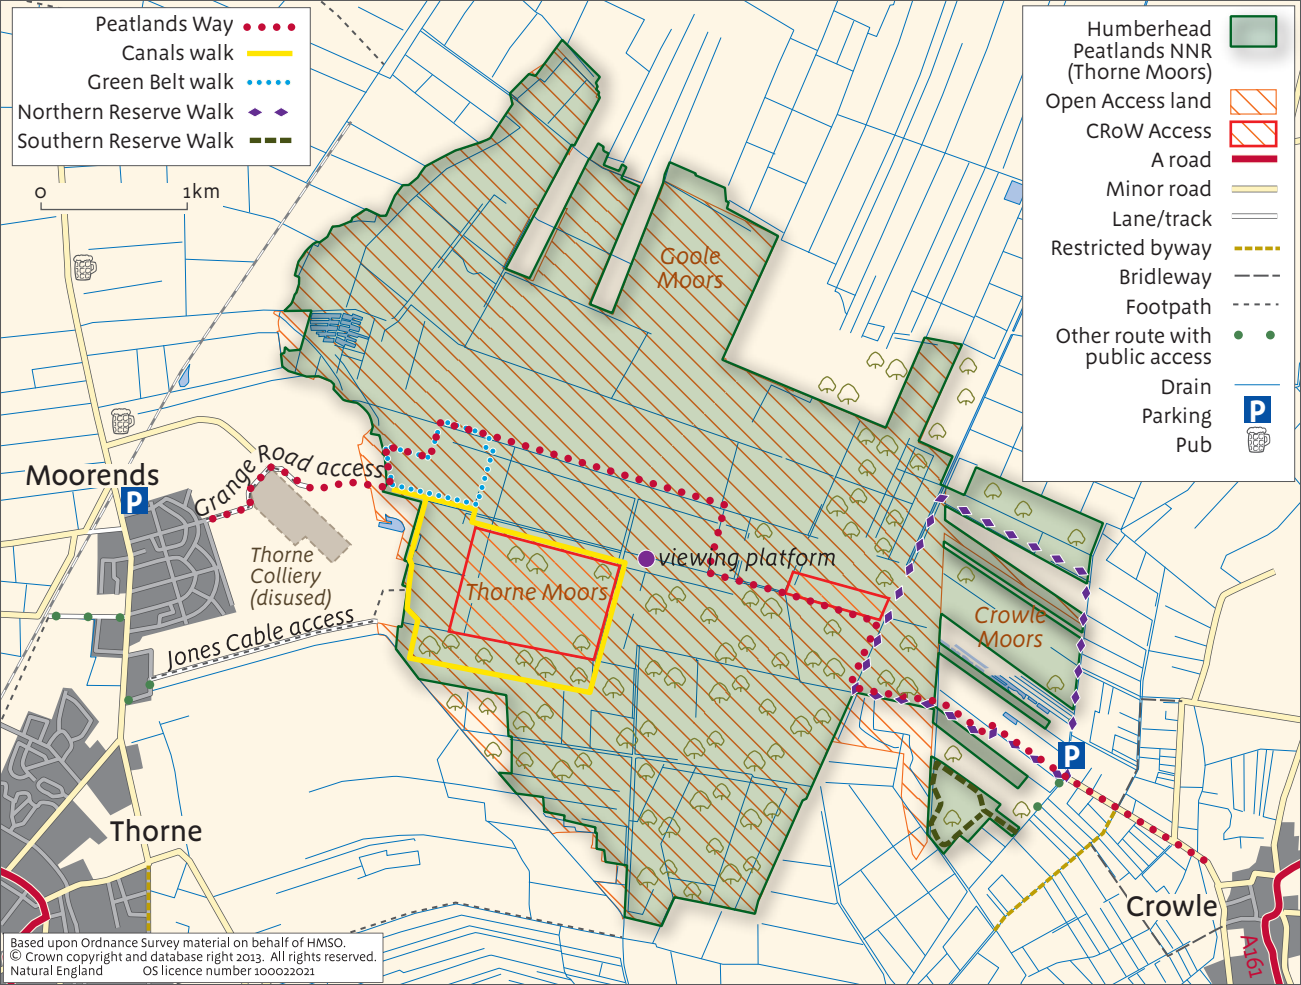 Peatlands Way
Canals walk
Green Belt walk
Northern Reserve Walk
Southern Reserve Walk
0 1km
Humberhead
Peatlands NNR
(Thorne Moors)
Open Access land
CRoW Access
A road
Minor road
Lane/track
Restricted byway
Bridleway
Footpath
Other route with
public access
Drain
Parking
P
Pub
Goole
Moors
Moorends
P
Grange Road access
Thorne
Colliery
(disused)
Jones Cable access
viewing platform
Thorne Moors
Crowle
Moors
P
Thorne
Crowle
A161
Based upon Ordnance Survey material on behalf of HMSO.
© Crown copyright and database right 2013. All rights reserved.
Natural England OS licence number 100022021